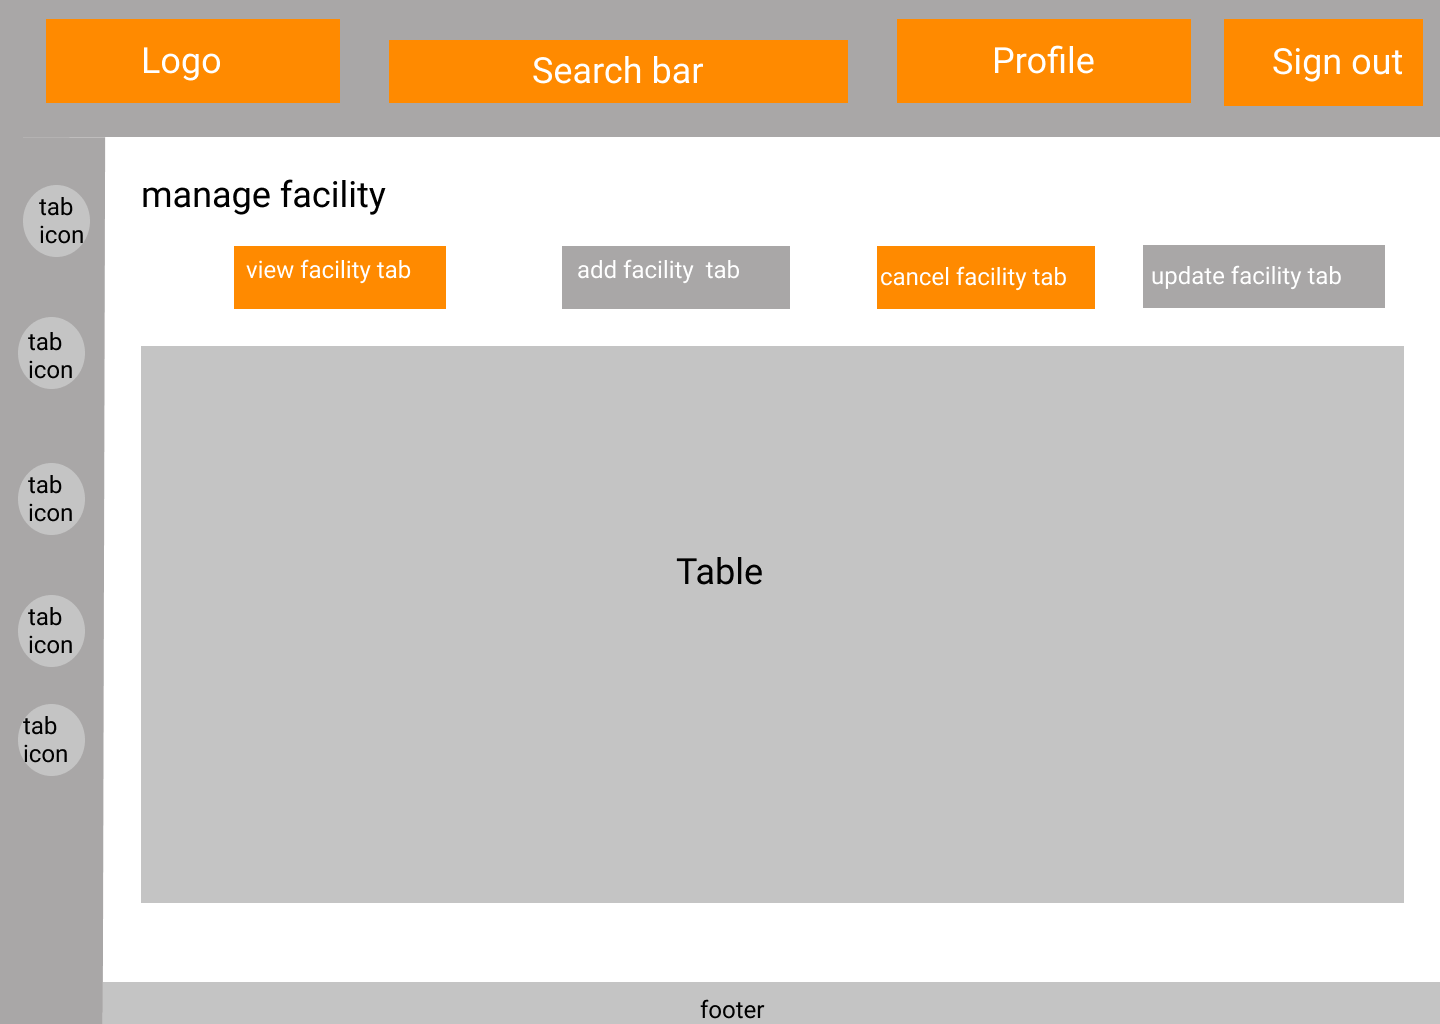 Logo
Search bar
Profile
Sign out
manage facility
view facility tab
add facility  tab
cancel facility tab
update facility tab
tab
icon
tab
icon
tab
icon
tab
icon
tab
icon
Table
footer